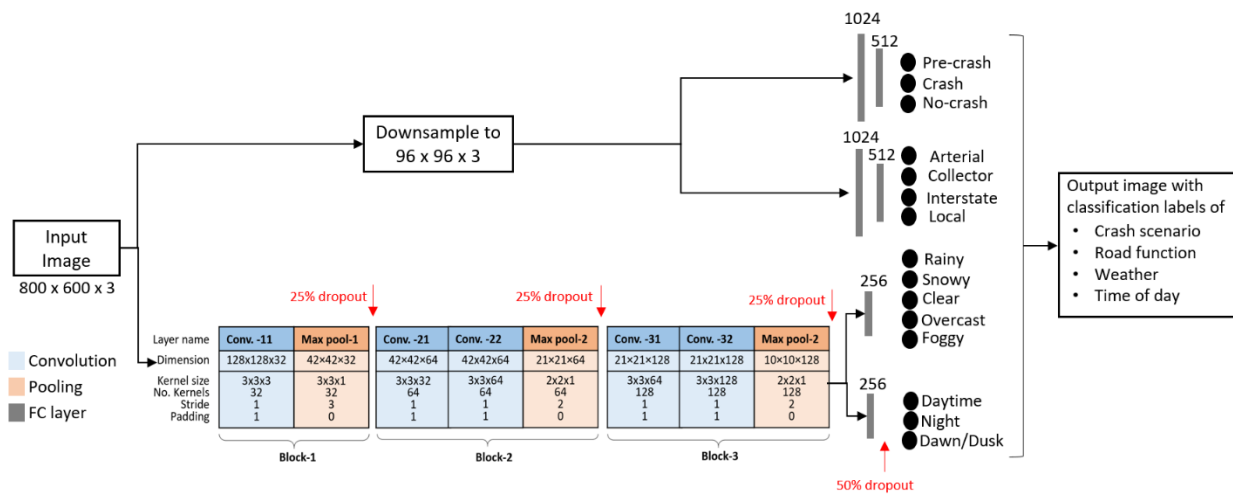 1024
512
Pre-crash
Crash
No-crash
Downsample to
96 x 96 x 3
1024
512
Arterial
Collector
Interstate
Local
Input
Image
800 x 600 x 3
Output image with
classification labels of
• Crash scenario
• Road function
• Weather
• Time of day
256
Rainy
Snowy
Clear
Overcast
Foggy
25% dropout
25% dropout
25% dropout
Layer name Conv. -11 Max pool-1 Conv. -21 Conv. -22 Max pool-2 Conv. -31 Conv. -32 Max pool-2
Dimension 128x128x32 42×42×32 42×42×64 42x42x64 21×21×64 21×21×128 21x21x128 10×10×128
Kernel size 3x3x3 3x3x1 3x3x32 3x3x64 2x2x1 3x3x64 3x3x128 2x2x1
No. Kernels 32 32 64 64 64 128 128 128
Stride 1 3 1 1 2 1 1 2
Padding 1 0 1 1 0 1 1 0
Convolution
Pooling
FC layer
Block-1
Block-2
Block-3
256
Daytime
Night
Dawn/Dusk
50% dropout